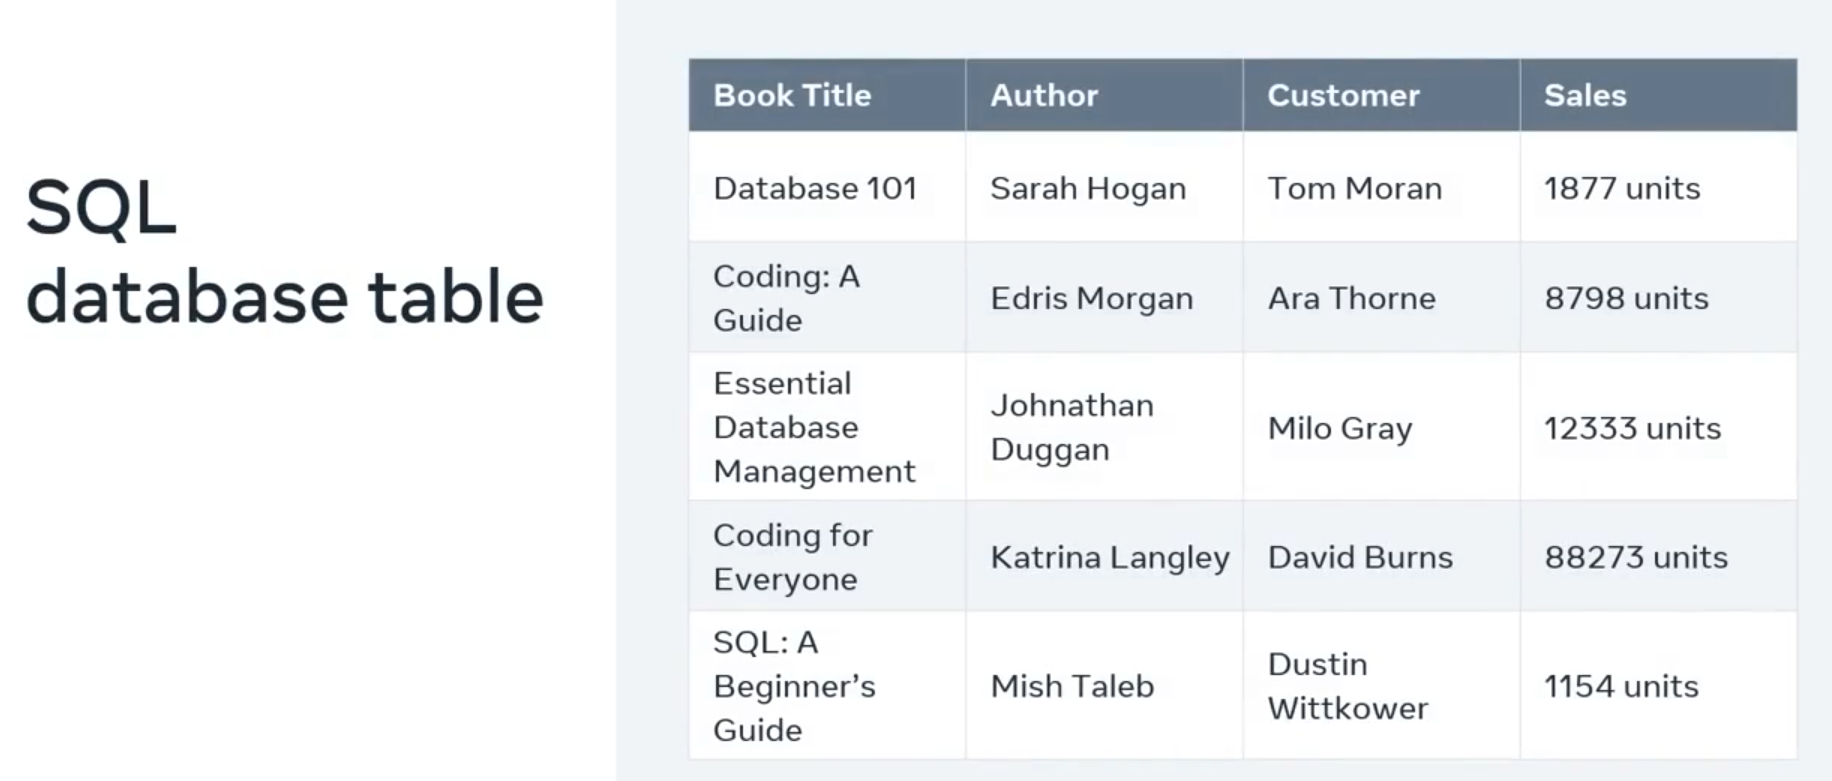 SQL
database table
Book Title Author Customer Sales
Database 101 Sarah Hogan Tom Moran 1877 units
Coding: A
Guide
Edris Morgan Ara Thorne 8798 units
Essential
Database
Management
Johnathan
Duggan
Milo Gray 12333 units
Coding for
Everyone
Katrina Langley David Burns 88273 units
SQL: A
Beginner’s
Guide
Mish Taleb
Dustin
Wittkower
1154 units